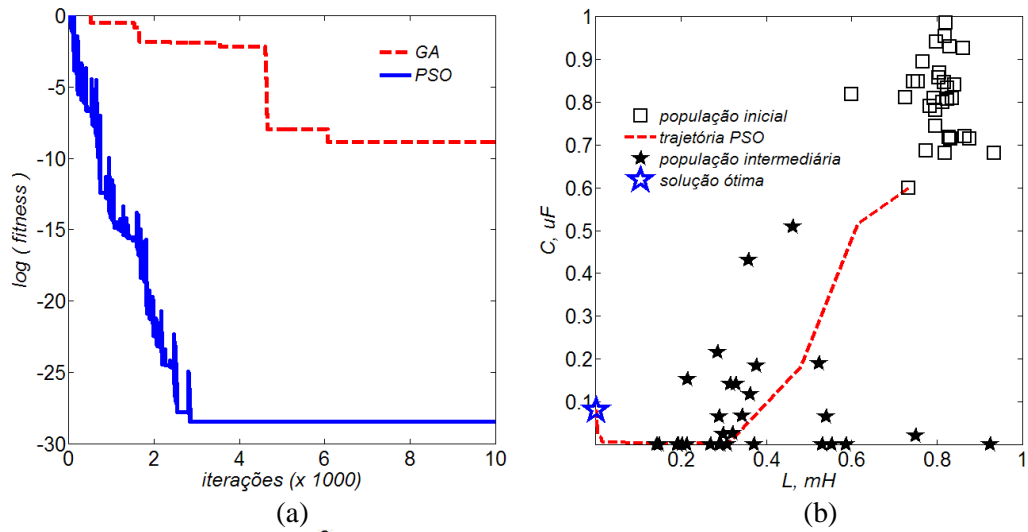 0
-5
-10
-15
-20
-25
-30
log ( fitness )
GA
PSO
0 2 4 6 8 10
iterações (x 1000)
(a)
1
0.9
0.8
0.7
0.6
0.5
0.4
0.3
0.2
0.1
C, uF
população inicial
trajetória PSO
população intermediária
solução ótima
0.2 0.4 0.6 0.8 1
L, mH
(b)